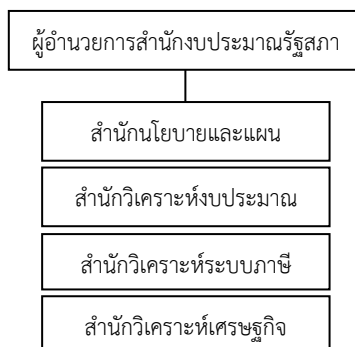 ผู้อำนวยการสำนักงบประมาณรัฐสภา
สำนักนโยบายและแผน
สำนักวิเคราะห์งบประมาณ
สำนักวิเคราะห์ระบบภาษี
สำนักวิเคราะห์เศรษฐกิจ